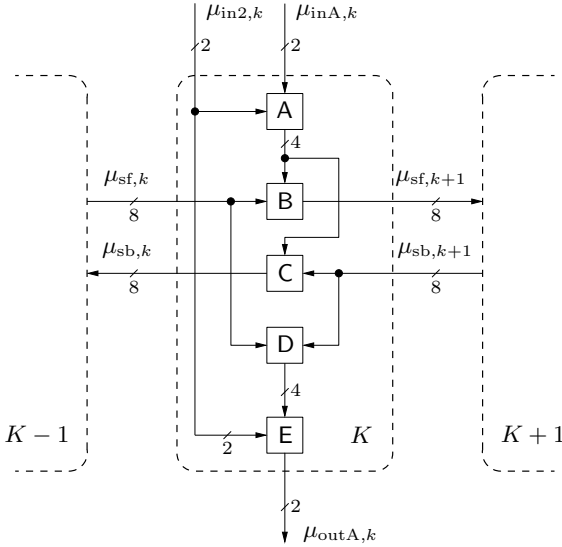 μin2,k μinA,k
2 2
A
4
μsf,k B μsf,k+1
8 8
μsb,k C μsb,k+1
8 8
D
4
K − 1 2 E K K + 1
2
μoutA,k